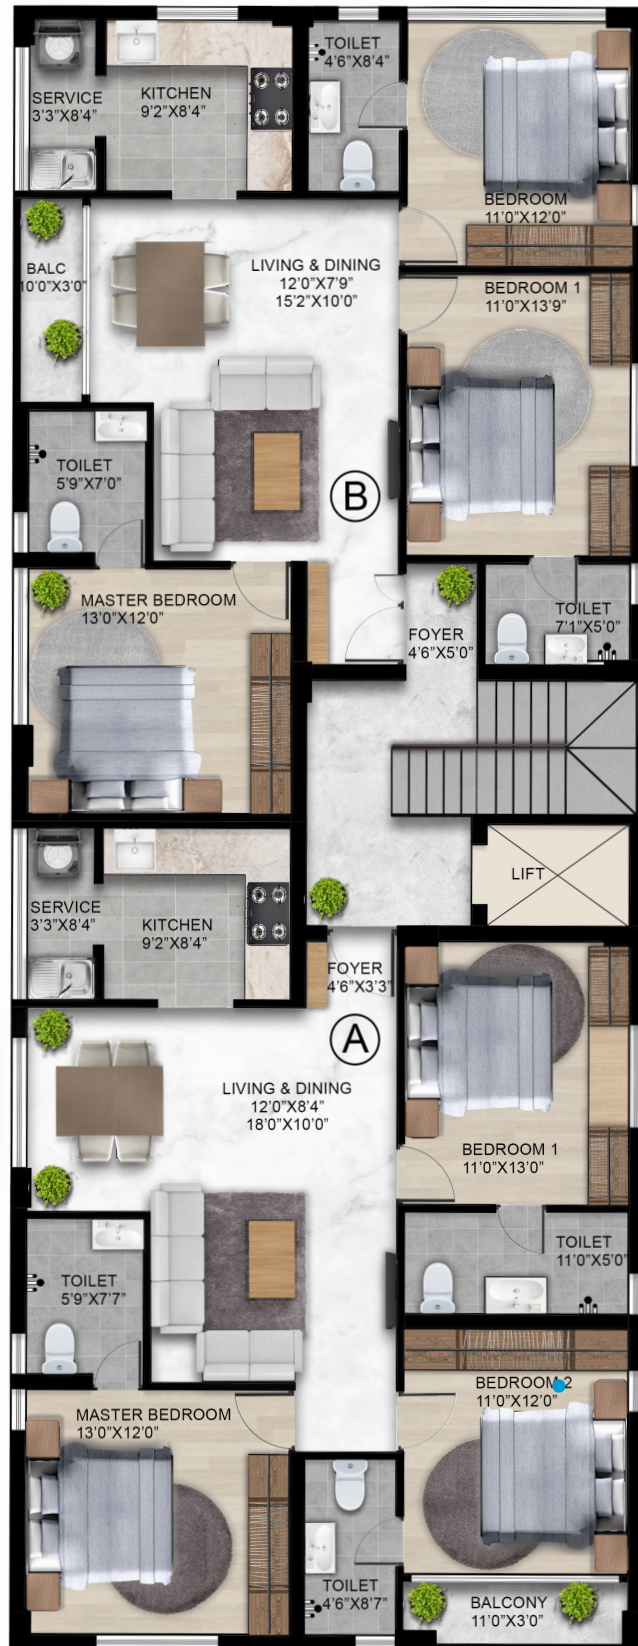 TOILET
4'6"X8'4"
SERVICE
3'3"X8'4"
KITCHEN
9'2"X8'4"
BEDROOM
11'0"X12'0"
BALC
10'0"X3'0"
LIVING & DINING
12'0"X7'9"
15'2"X10'0"
BEDROOM 1
11'0"X13'9"
TOILET
5'9"X7'0"
B
MASTER BEDROOM
13'0"X12'0"
FOYER
4'6"X5'0"
TOILET
7'1"X5'0"
LIFT
SERVICE
3'3"X8'4"
KITCHEN
9'2"X8'4"
FOYER
4'6"X3'3"
A
LIVING & DINING
12'0"X8'4"
18'0"X10'0"
BEDROOM 1
11'0"X13'0"
TOILET
11'0"X5'0"
TOILET
5'9"X7'7"
BEDROOM 2
11'0"X12'0"
MASTER BEDROOM
13'0"X12'0"
TOILET
4'6"X8'7"
BALCONY
11'0"X3'0"